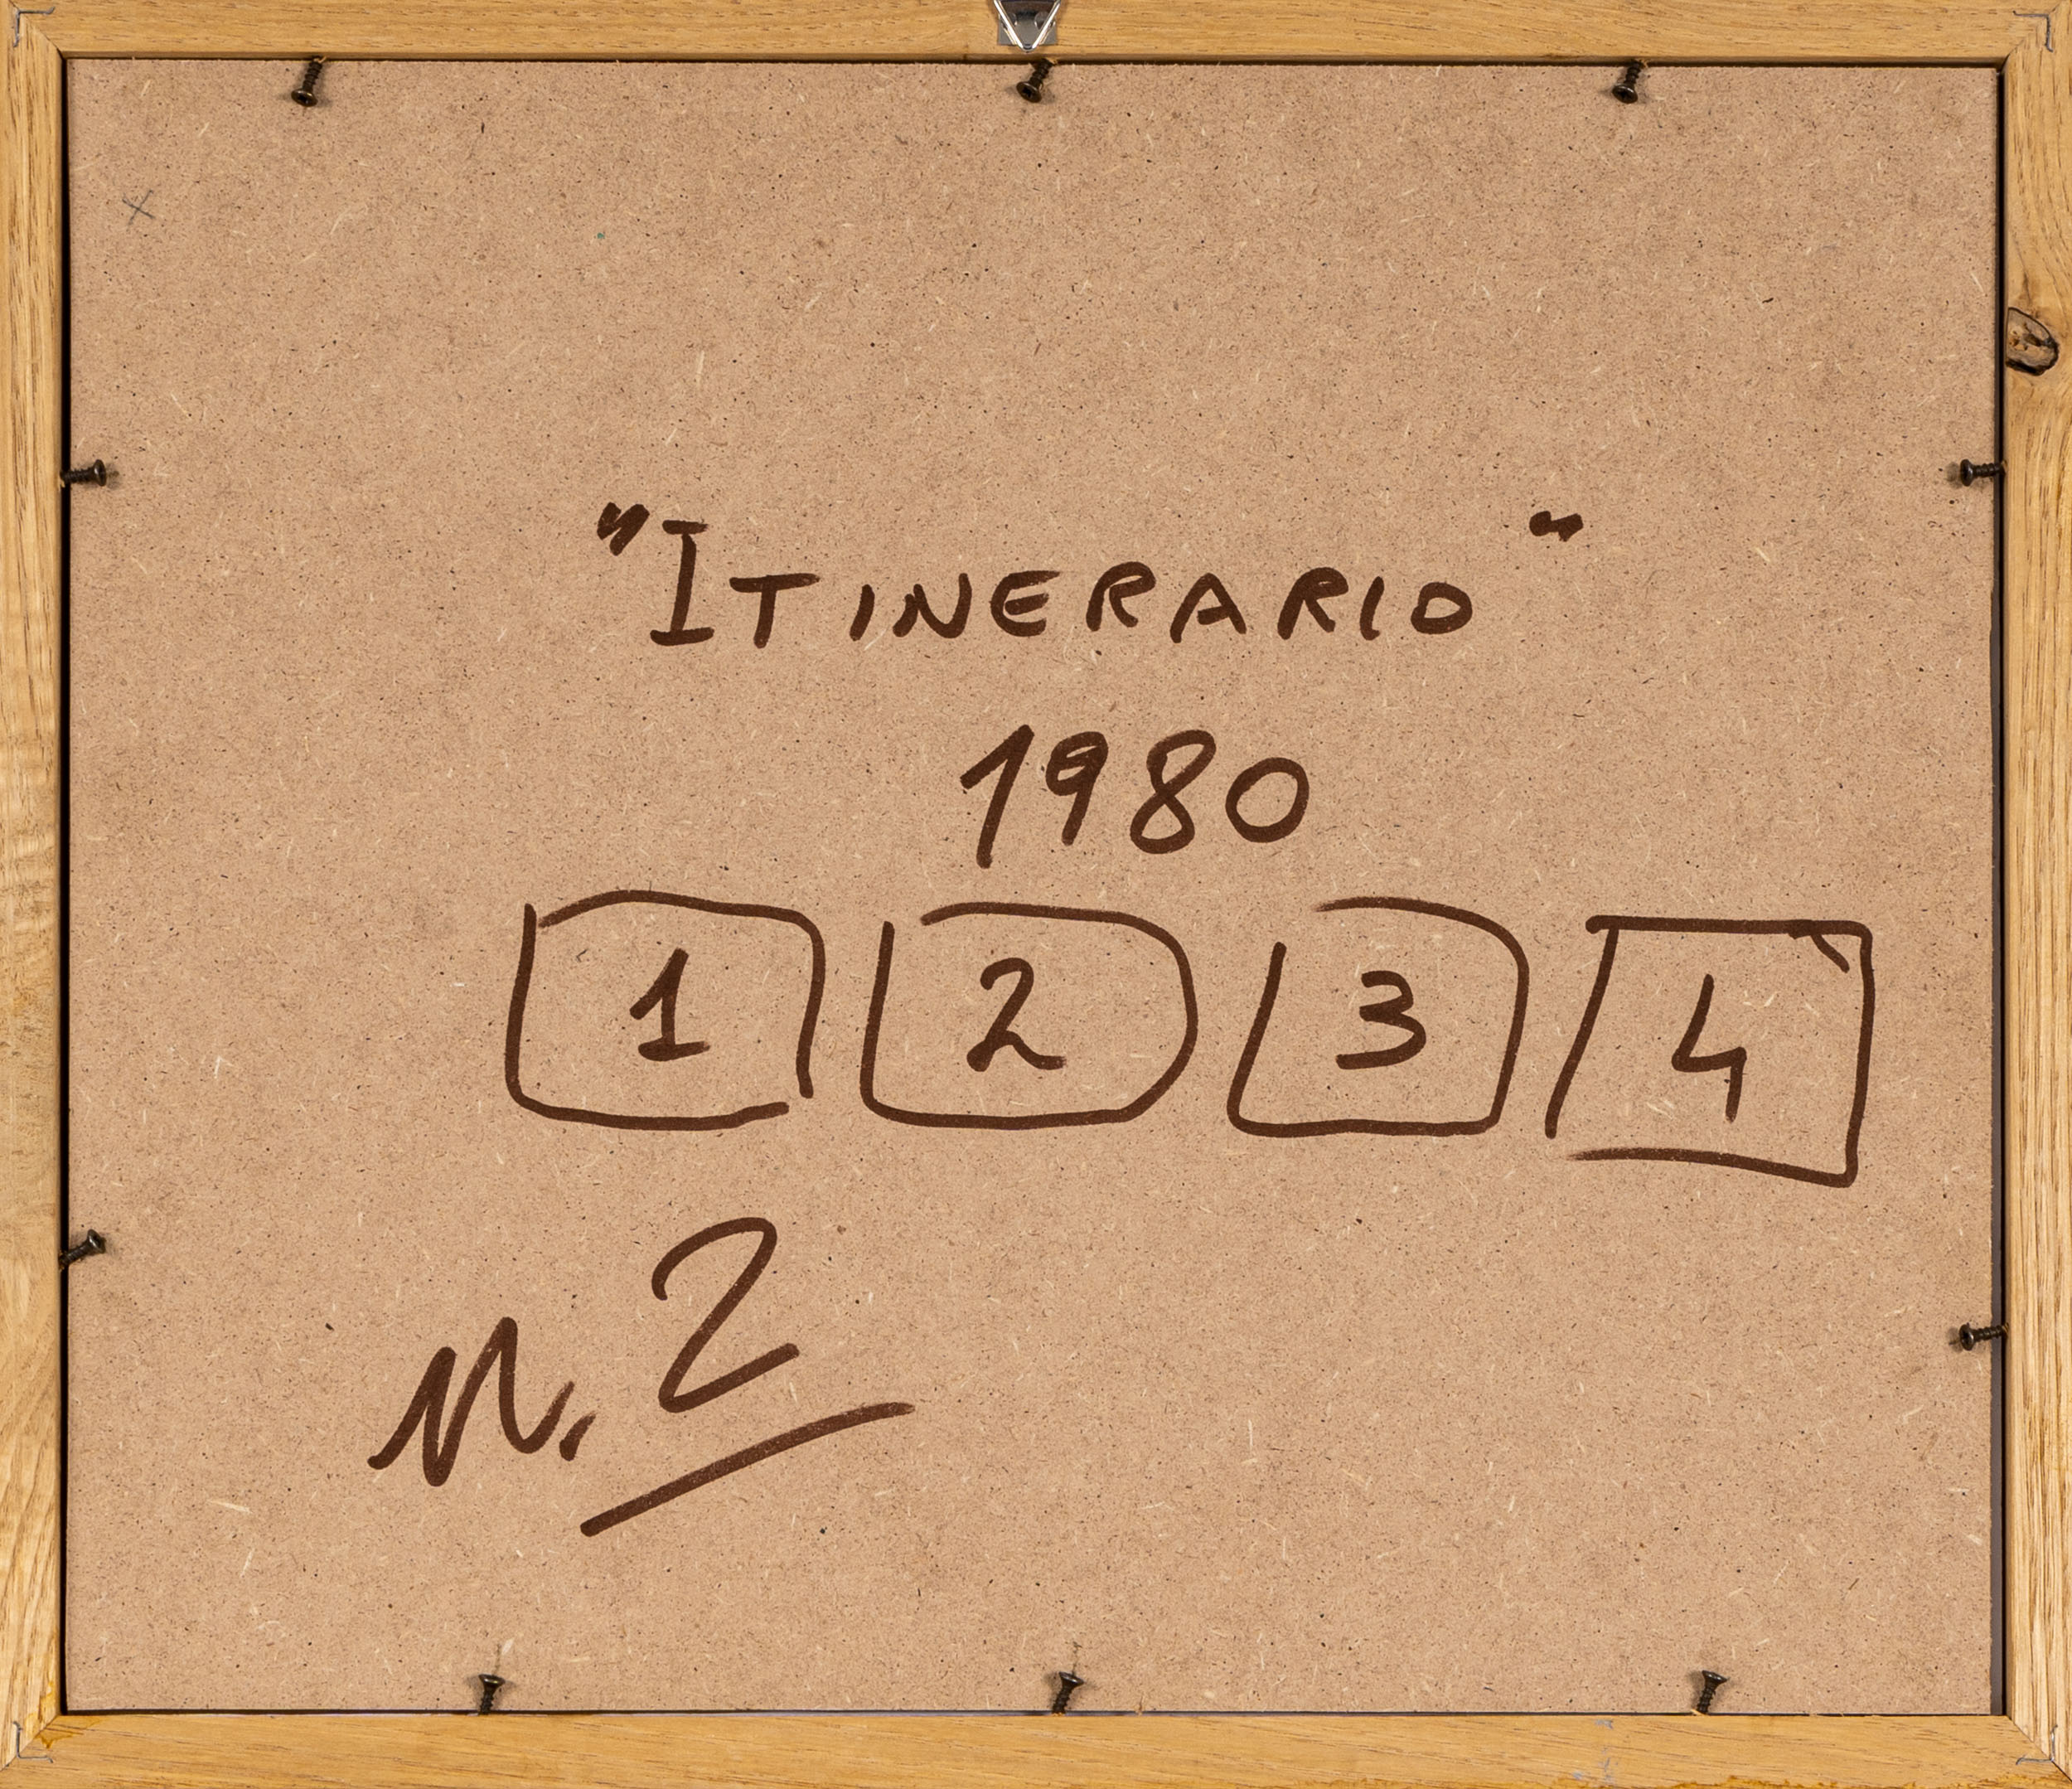 "ITINERARIO"
1980
1 2 3 4
n. 2